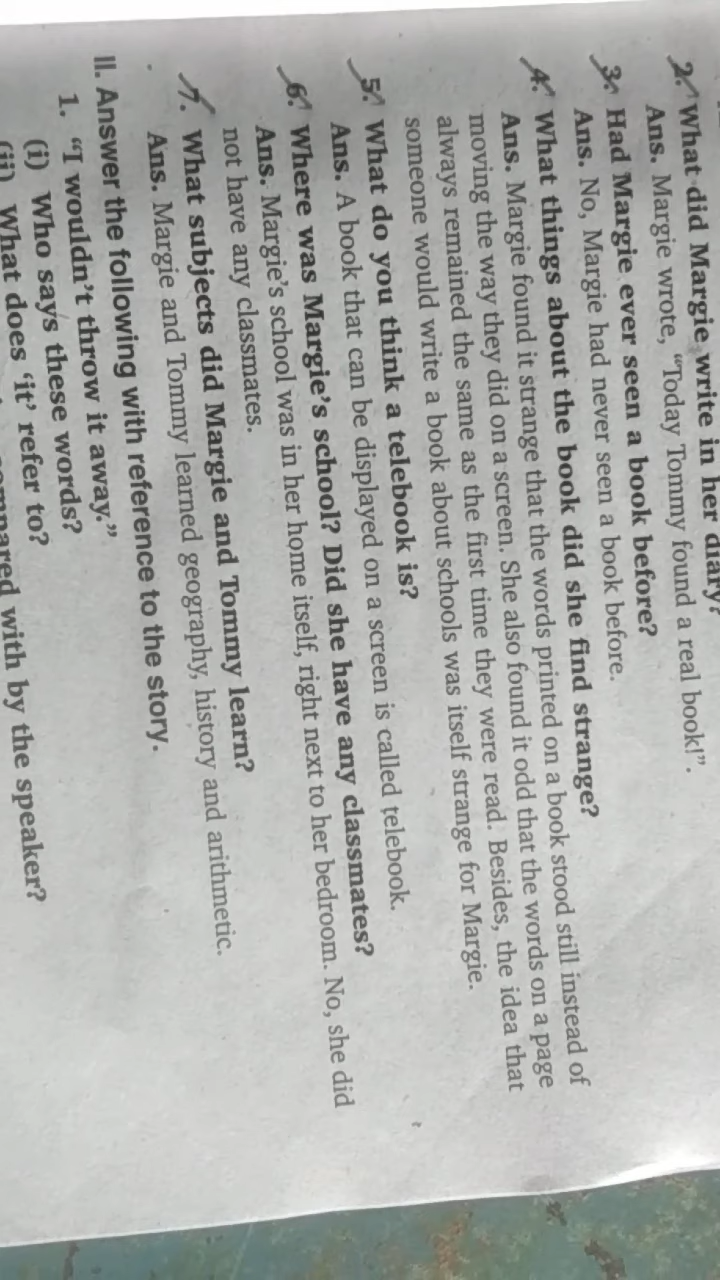 2. What did Margie write in her diary?
Ans. Margie wrote, “Today Tommy found a real book!”.
3. Had Margie ever seen a book before?
Ans. No, Margie had never seen a book before.
4. What things about the book did she find strange?
Ans. Margie found it strange that the words printed on a book stood still instead of
moving the way they did on a screen. She also found it odd that the words on a page
always remained the same as the first time they were read. Besides, the idea that
someone would write a book about schools was itself strange for Margie.
5. What do you think a telebook is?
Ans. A book that can be displayed on a screen is called telebook.
6. Where was Margie’s school? Did she have any classmates?
Ans. Margie’s school was in her home itself, right next to her bedroom. No, she did
not have any classmates.
7. What subjects did Margie and Tommy learn?
Ans. Margie and Tommy learned geography, history and arithmetic.
II. Answer the following with reference to the story.
1. “I wouldn’t throw it away.”
(i) Who says these words?
(ii) What does ‘it’ refer to?
compared with by the speaker?